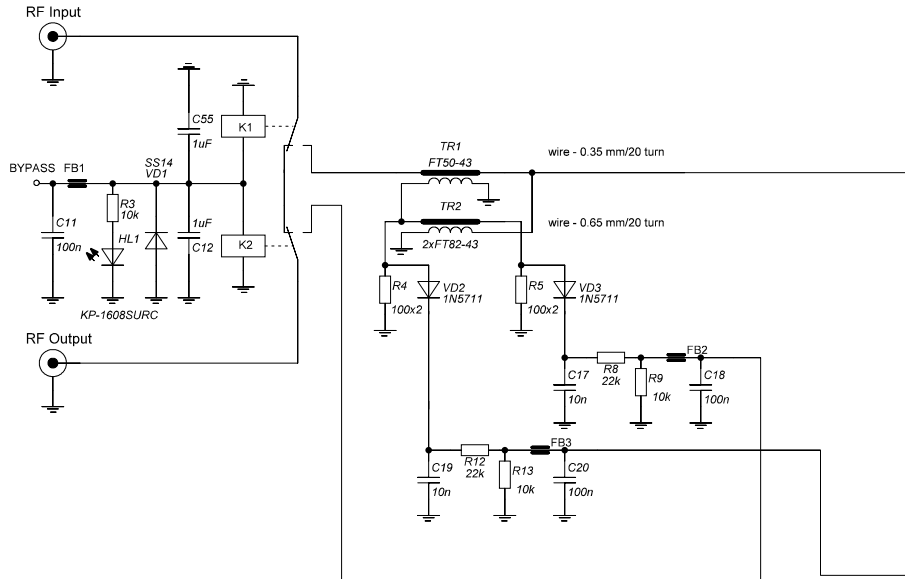 RF Input
C55
1uF
K1
TR1
FT50-43
wire - 0.35 mm/20 turn
BYPASS
FB1
SS14
VD1
R3
10k
TR2
wire - 0.65 mm/20 turn
C11
100n
HL1
1uF
C12
K2
2xFT82-43
R4
100x2
VD2
1N5711
R5
100x2
VD3
1N5711
KP-1608SURC
RF Output
FB2
C17
10n
R8
22k
R9
10k
C18
100n
FB3
C19
10n
R12
22k
R13
10k
C20
100n